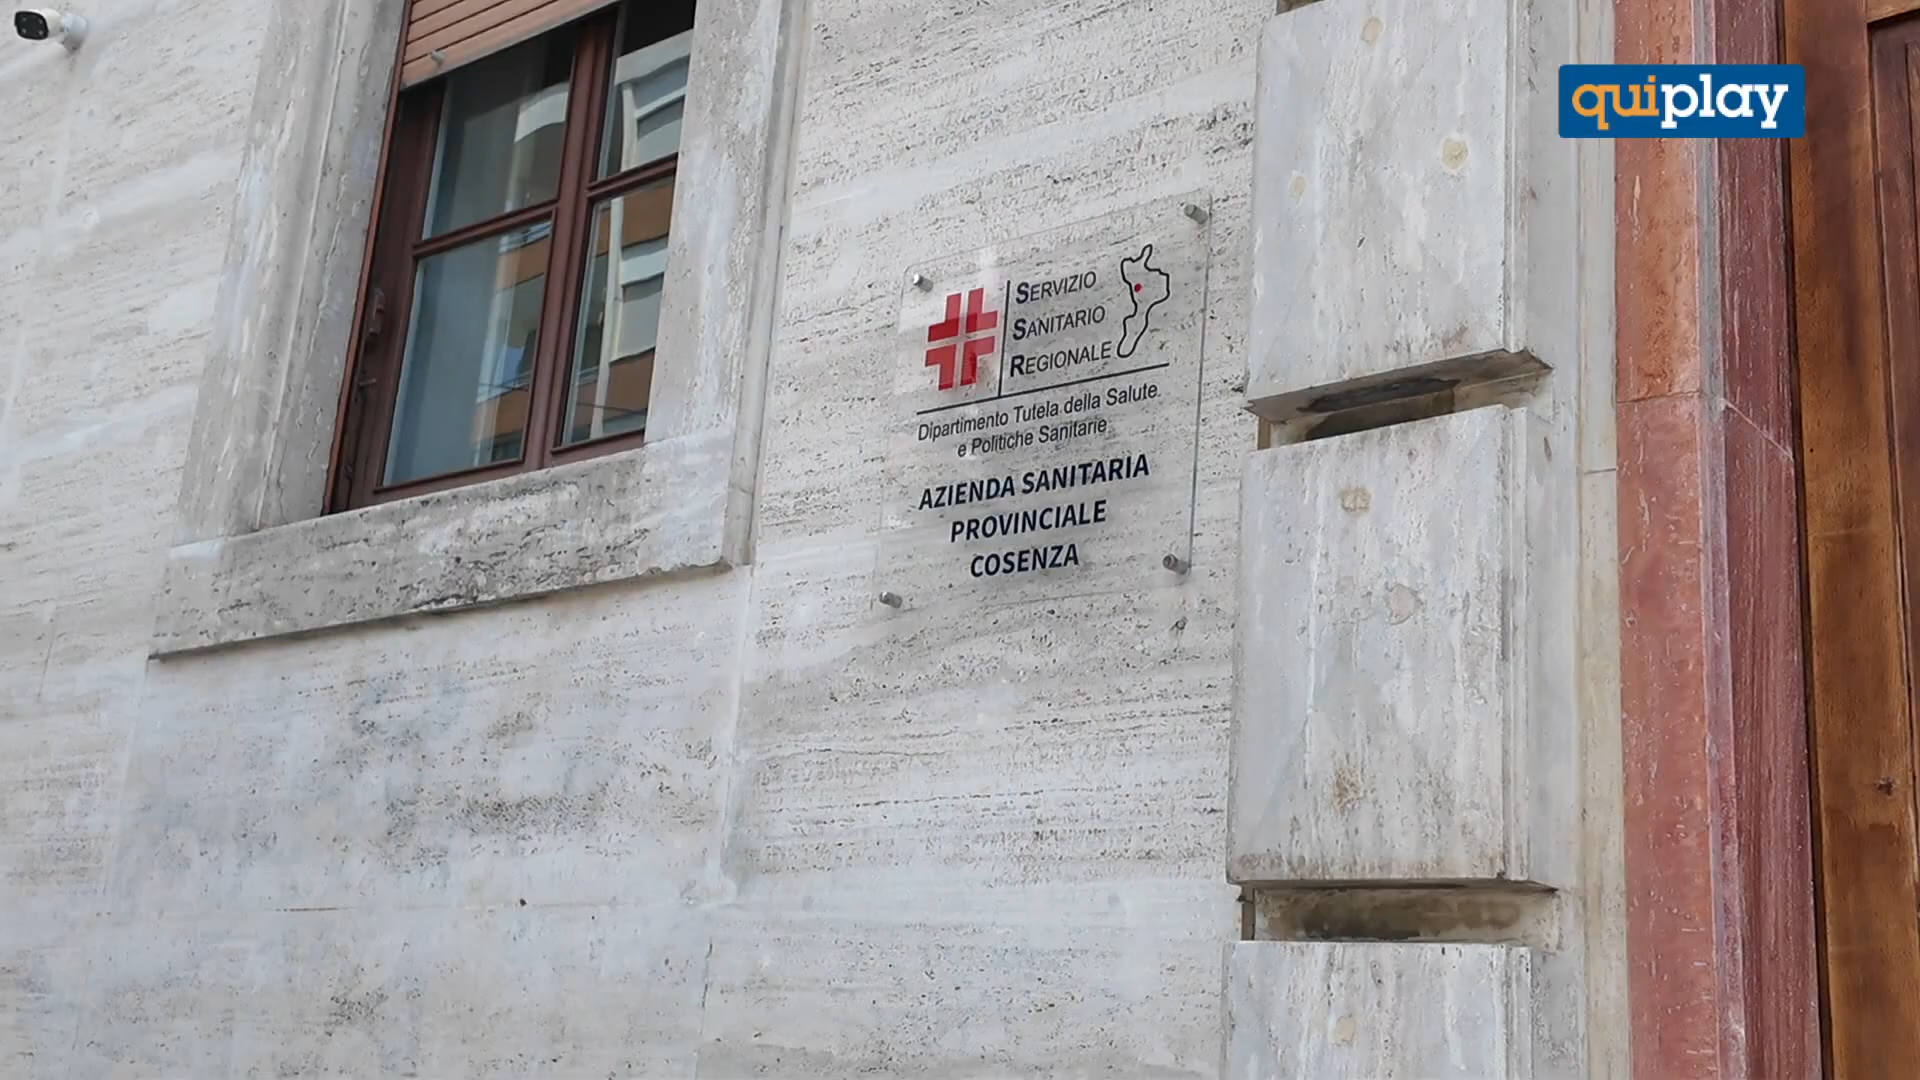 quiplay
SERVIZIO
SANITARIO
REGIONALE
Dipartimento Tutela della Salute
e Politiche Sanitarie
AZIENDA SANITARIA
PROVINCIALE
COSENZA